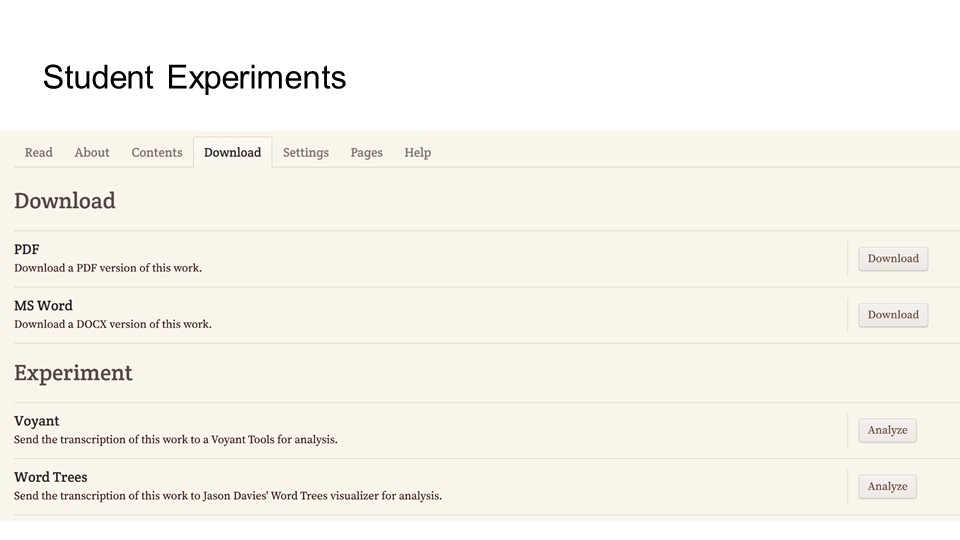 Student Experiments
Read About Contents Download Settings Pages Help
Download
PDF
Download a PDF version of this work.
Download
MS Word
Download a DOCX version of this work.
Download
Experiment
Voyant
Send the transcription of this work to a Voyant Tools for analysis.
Analyze
Word Trees
Send the transcription of this work to Jason Davies' Word Trees visualizer for analysis.
Analyze